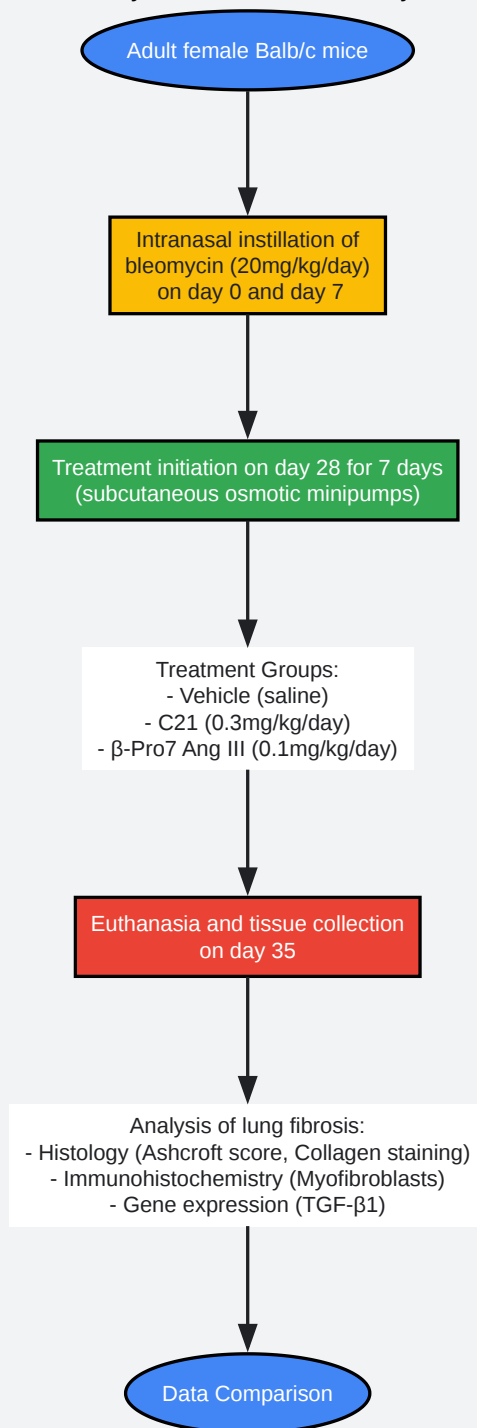 Adult female Balb/c mice
Intranasal instillation of
bleomycin (20mg/kg/day)
on day 0 and day 7
Treatment initiation on day 28 for 7 days
(subcutaneous osmotic minipumps)
Treatment Groups:
- Vehicle (saline)
- C21 (0.3mg/kg/day)
- β-Pro7 Ang III (0.1mg/kg/day)
Euthanasia and tissue collection
on day 35
Analysis of lung fibrosis:
- Histology (Ashcroft score, Collagen staining)
- Immunohistochemistry (Myofibroblasts)
- Gene expression (TGF-β1)
Data Comparison